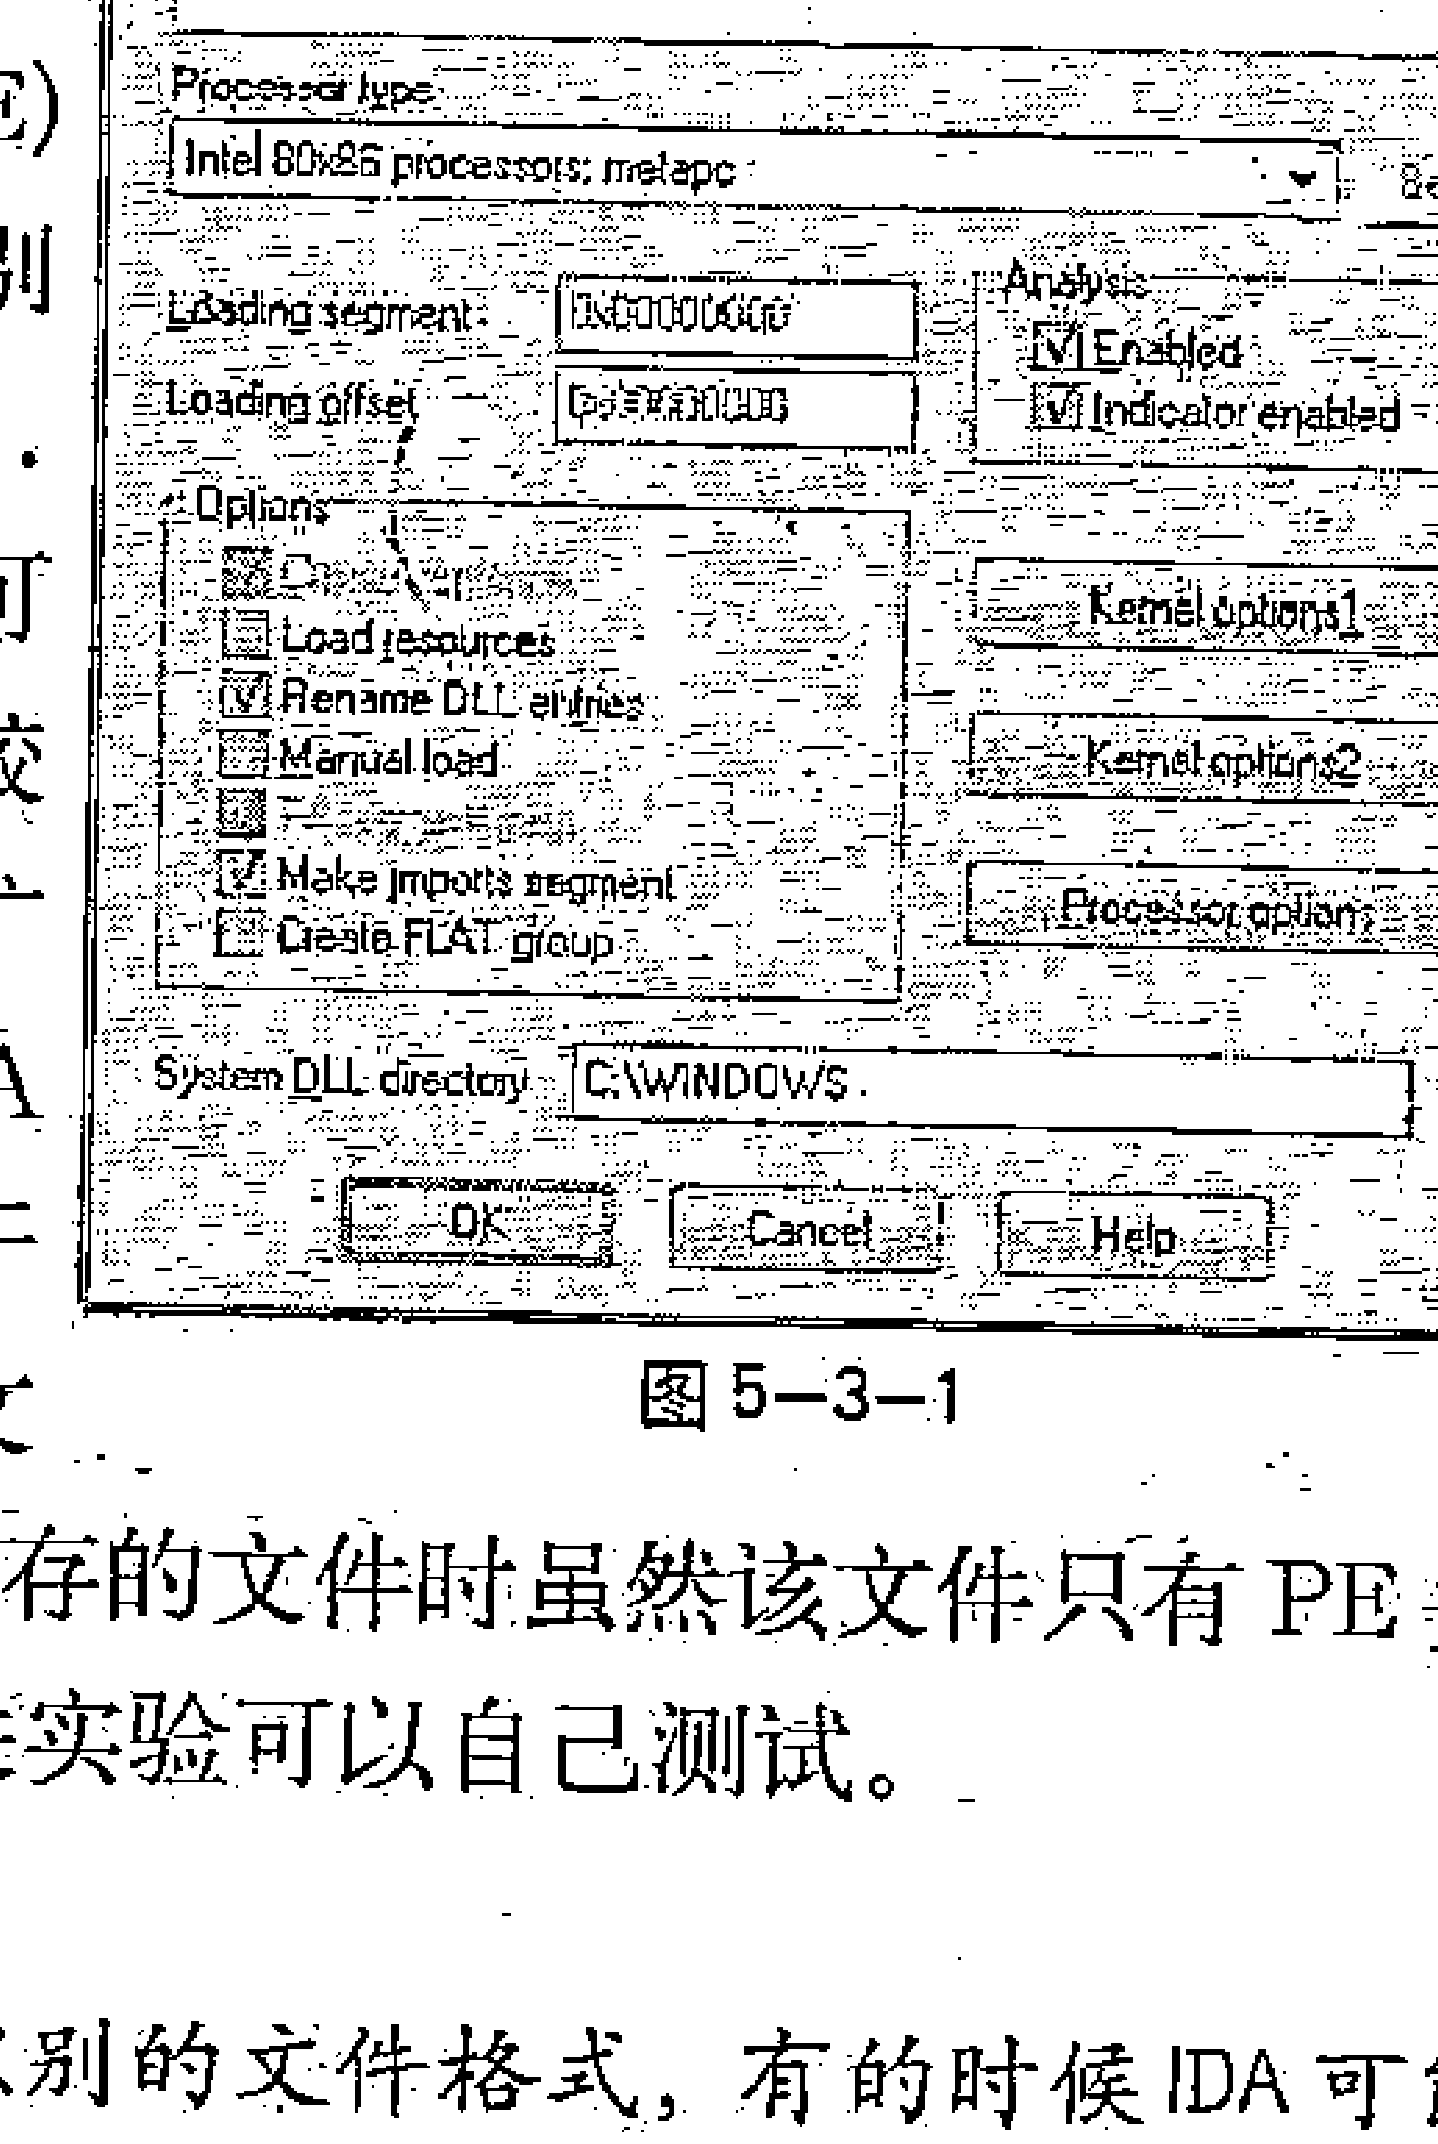 E)
Processor type
Intel 80x86 processors: metapc
别
Loading segment
Analysis
Enabled
Loading offset
Indicator enabled
Options
可
Load resources
Kernel options1
Rename DLL entries
Manual load
Kernel options2
Make imports segment
Processor options
Create FLAT group
System DLL directory C:\WINDOWS
OK Cancel Help
图 5-3-1
存的文件时虽然该文件只有 PE
实验可以自己测试。
别的文件格式，有的时候 IDA 可